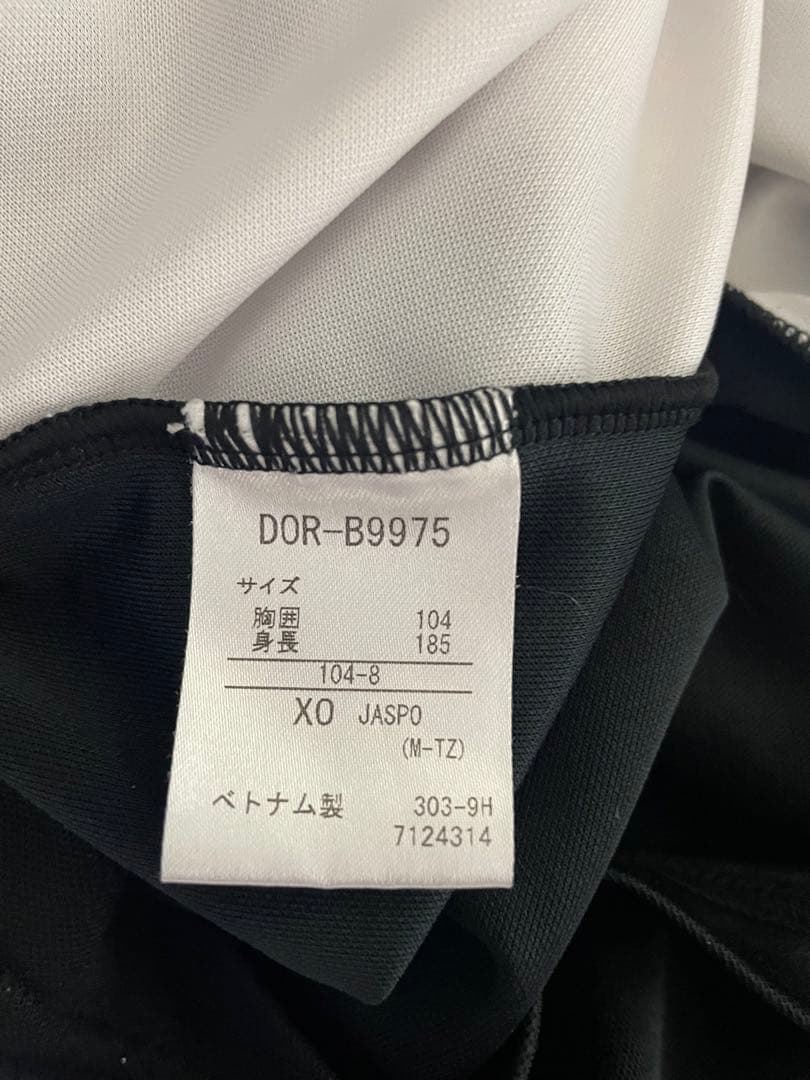 DOR-B9975
サイズ
胸囲 104
身長 185
104-8
XO JASPO
(M-TZ)
ベトナム製 303-9H
7124314